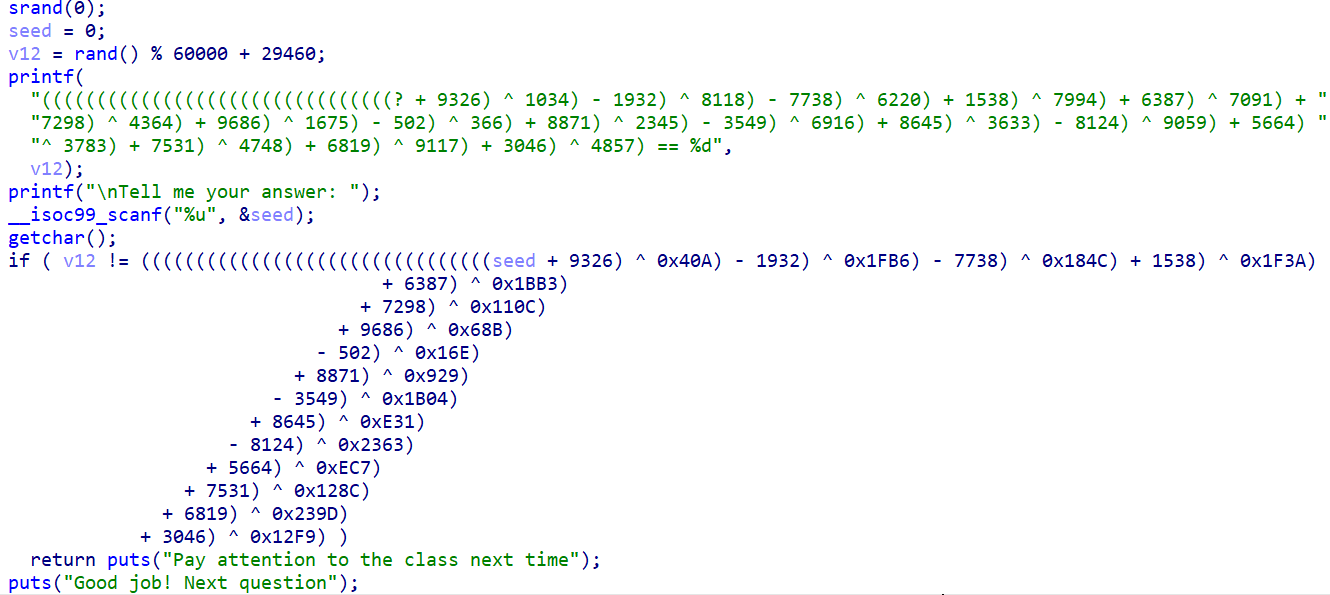 srand(0);
seed = 0;
v12 = rand() % 60000 + 29460;
printf(
"((((((((((((((((((((((((((((((((? + 9326) ^ 1034) - 1932) ^ 8118) - 7738) ^ 6220) + 1538) ^ 7994) + 6387) ^ 7091) + "
"7298) ^ 4364) + 9686) ^ 1675) - 502) ^ 366) + 8871) ^ 2345) - 3549) ^ 6916) + 8645) ^ 3633) - 8124) ^ 9059) + 5664) "
"^ 3783) + 7531) ^ 4748) + 6819) ^ 9117) + 3046) ^ 4857) == %d",
v12);
printf("\nTell me your answer: ");
__isoc99_scanf("%u", &seed);
getchar();
if ( v12 != ((((((((((((((((((((((((((((((((seed + 9326) ^ 0x40A) - 1932) ^ 0x1FB6) - 7738) ^ 0x184C) + 1538) ^ 0x1F3A)
+ 6387) ^ 0x1BB3)
+ 7298) ^ 0x110C)
+ 9686) ^ 0x68B)
- 502) ^ 0x16E)
+ 8871) ^ 0x929)
- 3549) ^ 0x1B04)
+ 8645) ^ 0xE31)
- 8124) ^ 0x2363)
+ 5664) ^ 0xEC7)
+ 7531) ^ 0x128C)
+ 6819) ^ 0x239D)
+ 3046) ^ 0x12F9) )
return puts("Pay attention to the class next time");
puts("Good job! Next question");